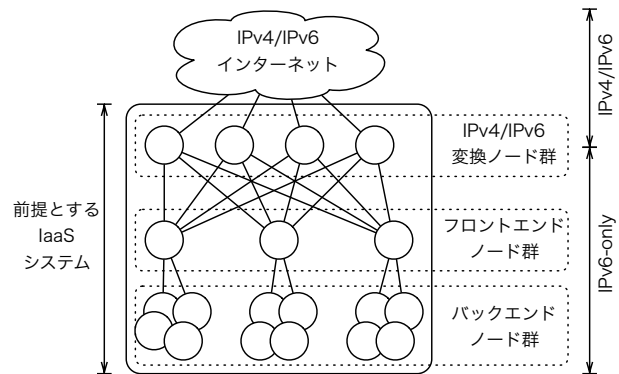 IPv4/IPv6
インターネット
IPv4/IPv6
IPv4/IPv6
変換ノード群
前提とする
IaaS
システム
フロントエンド
ノード群
IPv6-only
バックエンド
ノード群